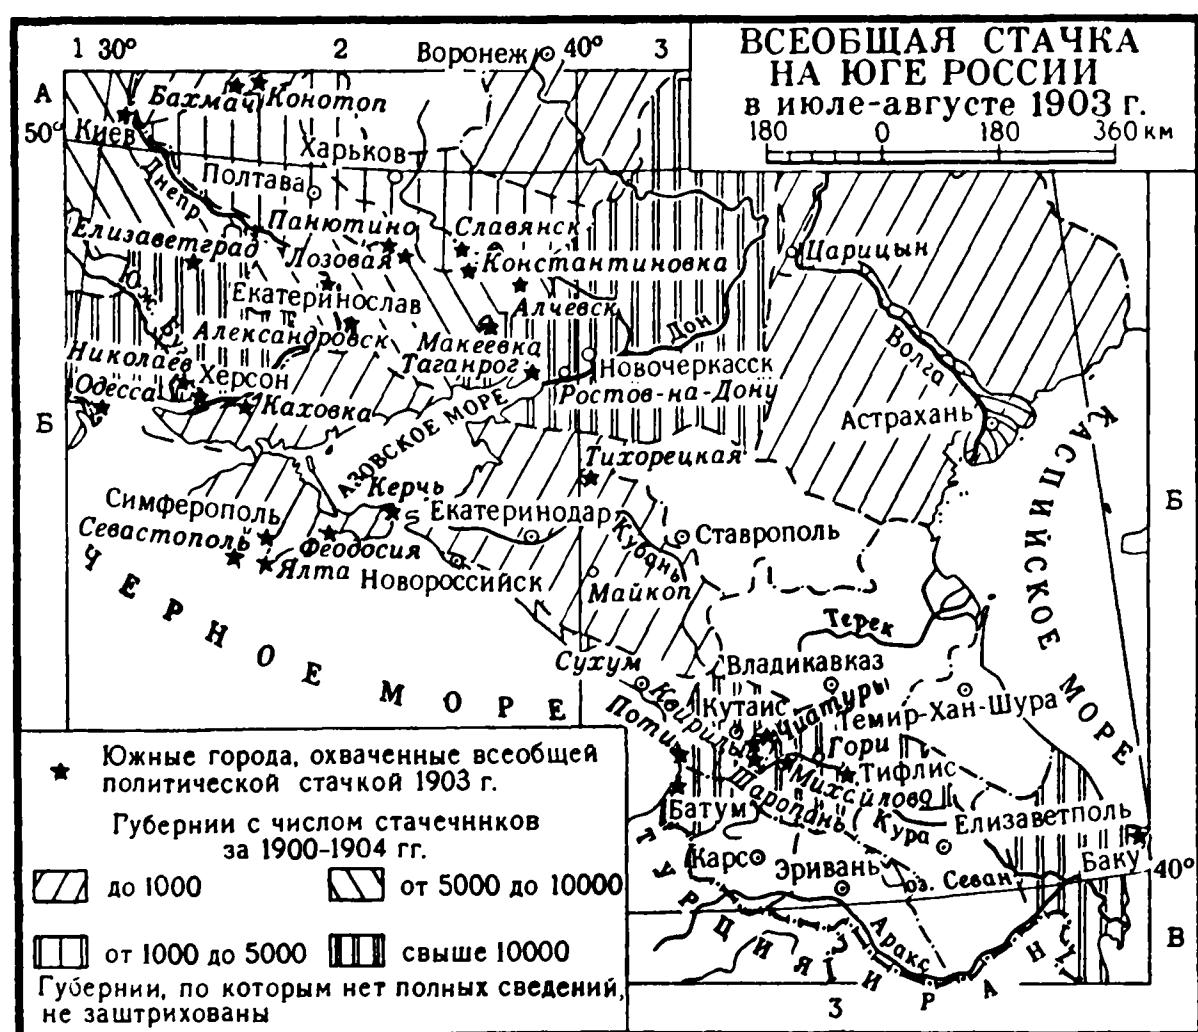 ВСЕОБЩАЯ СТАЧКА
НА ЮГЕ РОССИИ
в июле-августе 1903 г.
180 0 180 360 км
1 30° 2 40° 3
Воронеж
А
Бахмач Конотоп
50°
Киев
Харьков
Полтава
Днепр
Панютино
Славянск
Елизаветград
Лозовая
Константиновка
Царицын
Юж. Буг
Екатеринослав
Алчевск
Дон
Александровск
Макеевка
Волга
Николаев
Таганрог
Новочеркасск
Херсон
Одесса
Каховка
Ростов-на-Дону
Астрахань
Б
АЗОВСКОЕ МОРЕ
КАСПИЙСКОЕ МОРЕ
Тихорецкая
Б
Керчь
Симферополь
Екатеринодар
Ставрополь
Севастополь
Феодосия
Кубань
Ялта
Новороссийск
Майкоп
ЧЕРНОЕ МОРЕ
Терек
Сухум
Владикавказ
Квирилы
Кутаис
Чиатуры
Темир-Хан-Шура
Поти
Гори
Тифлис
Михайлово
Шаропань
Батум
Кура
Елизаветполь
Карс
Эривань
оз. Севан
Баку
40°
ТУРЦИЯ
Аракс
В
ИРАН
3
Южные города, охваченные всеобщей
политической стачкой 1903 г.
Губернии с числом стачечников
за 1900-1904 гг.
до 1000
от 5000 до 10000
от 1000 до 5000
свыше 10000
Губернии, по которым нет полных сведений,
не заштрихованы